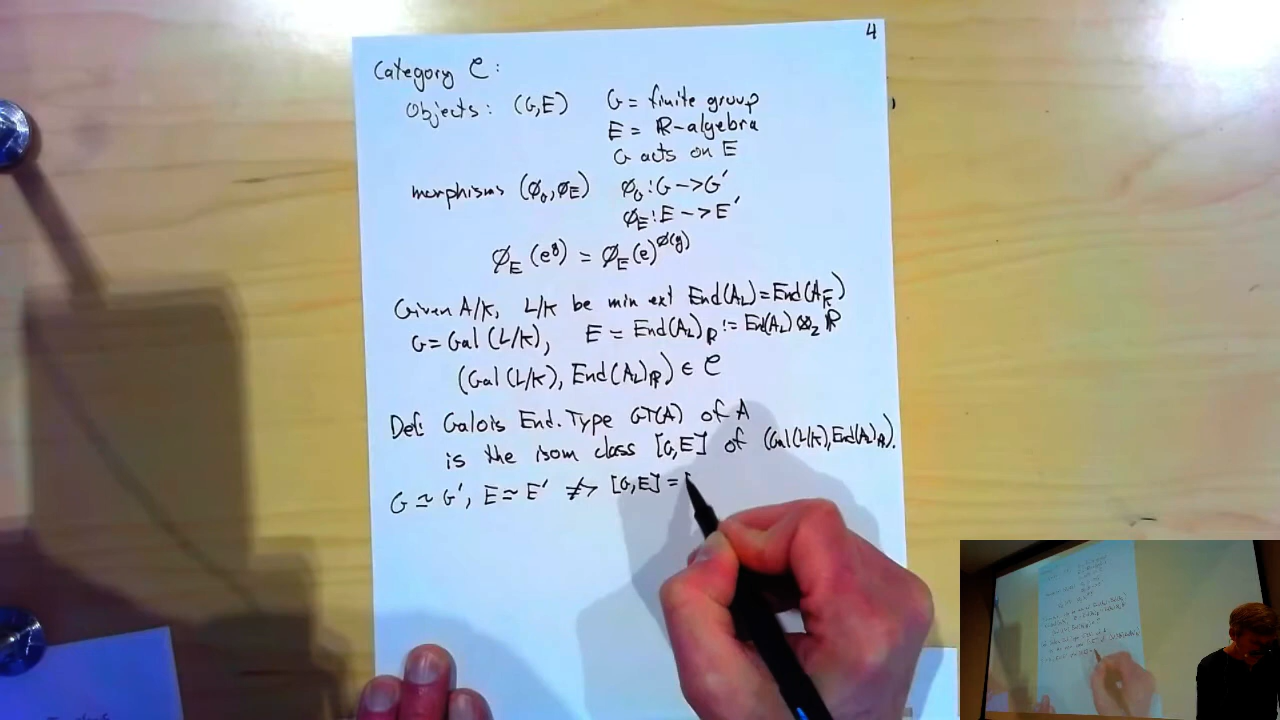 4
Category C:
Objects: (G,E) G = finite group
E = ℝ-algebra
G acts on E
morphisms (ϕ_G, ϕ_E) ϕ_G: G -> G'
ϕ_E: E -> E'
ϕ_E(e^g) = ϕ_E(e)^ϕ(g)
Given A/K, L/K be min ext End(A_L)=End(A_K̄)
G=Gal(L/K), E = End(A_L)_ℝ := End(A_L)⊗_ℤ ℝ
(Gal(L/K), End(A_L)_ℝ) ∈ C
Def: Galois End. Type GT(A) of A
is the isom class [G,E] of (Gal(L/K), End(A_L)_ℝ).
G ≃ G', E ≃ E' ≠> [G,E] = [